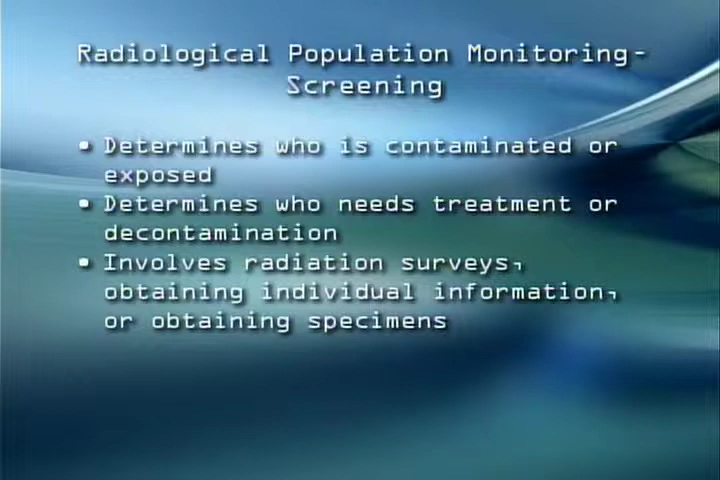 Radiological Population Monitoring-
Screening
• Determines who is contaminated or
exposed
• Determines who needs treatment or
decontamination
• Involves radiation surveys,
obtaining individual information,
or obtaining specimens